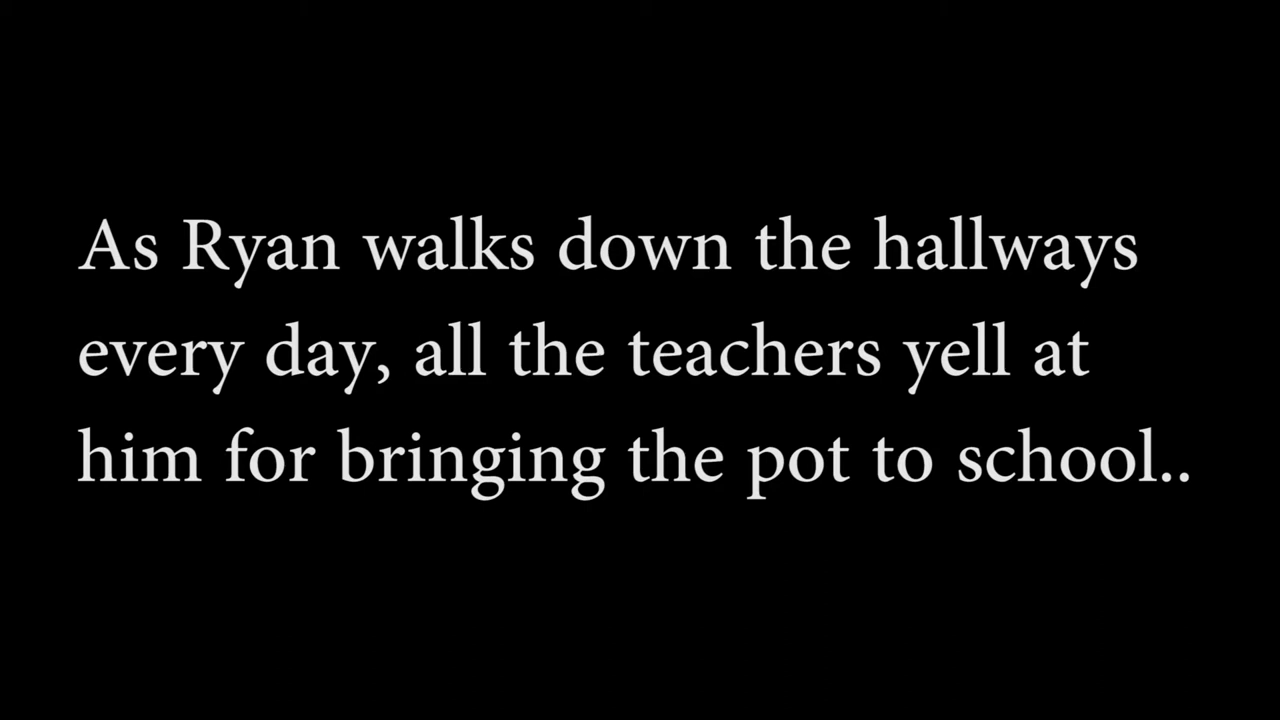 As Ryan walks down the hallways
every day, all the teachers yell at
him for bringing the pot to school..